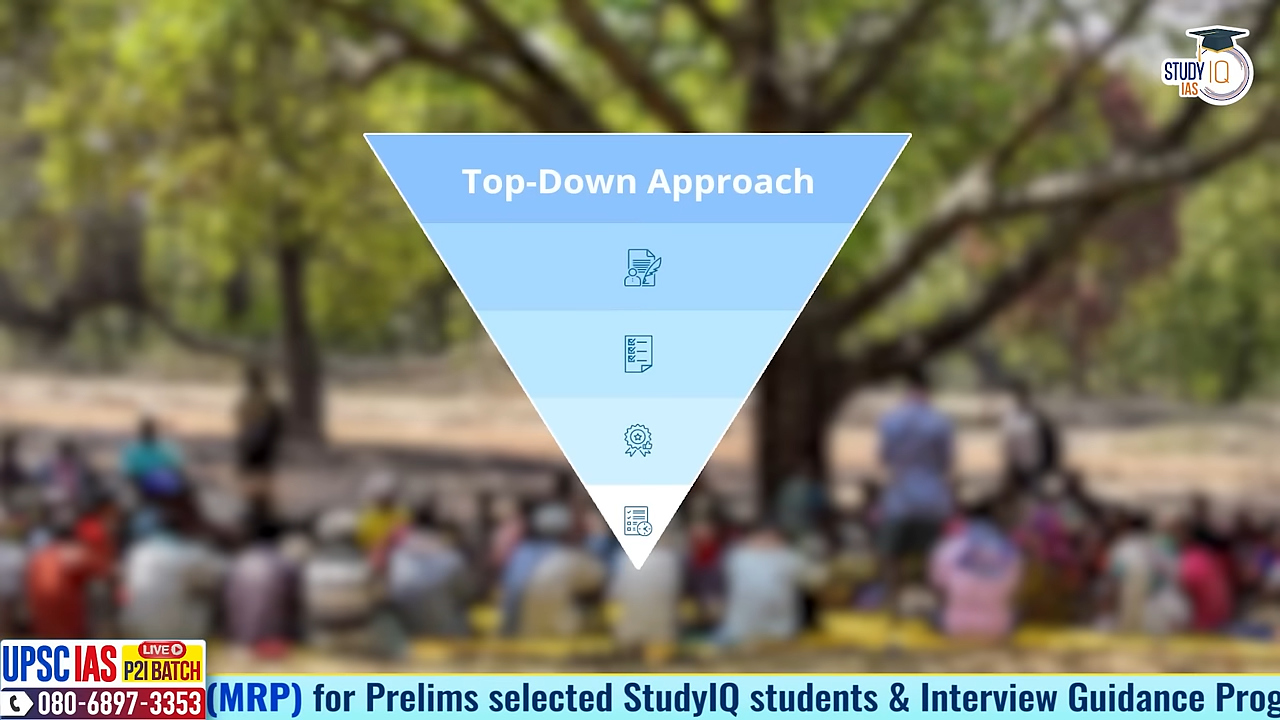 STUDY IQ
IAS
Top-Down Approach
UPSC IAS
LIVE
P2I BATCH
080-6897-3353
(MRP) for Prelims selected StudyIQ students & Interview Guidance Prog